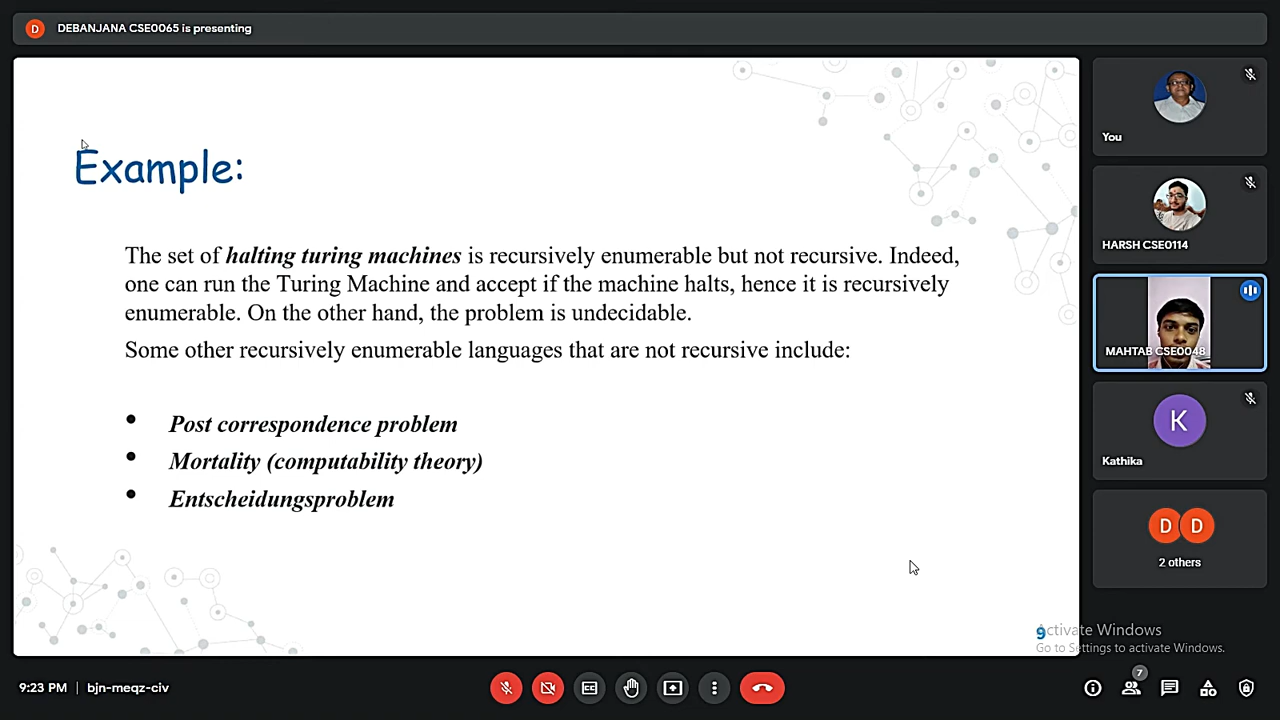 D DEBANJANA CSE0065 is presenting
Example:
The set of halting turing machines is recursively enumerable but not recursive. Indeed,
one can run the Turing Machine and accept if the machine halts, hence it is recursively
enumerable. On the other hand, the problem is undecidable.
Some other recursively enumerable languages that are not recursive include:
• Post correspondence problem
• Mortality (computability theory)
• Entscheidungsproblem
9
You
HARSH CSE0114
MAHTAB CSE0048
K
Kathika
D D
2 others
Activate Windows
Go to Settings to activate Windows.
9:23 PM | bjn-meqz-civ
CC
7